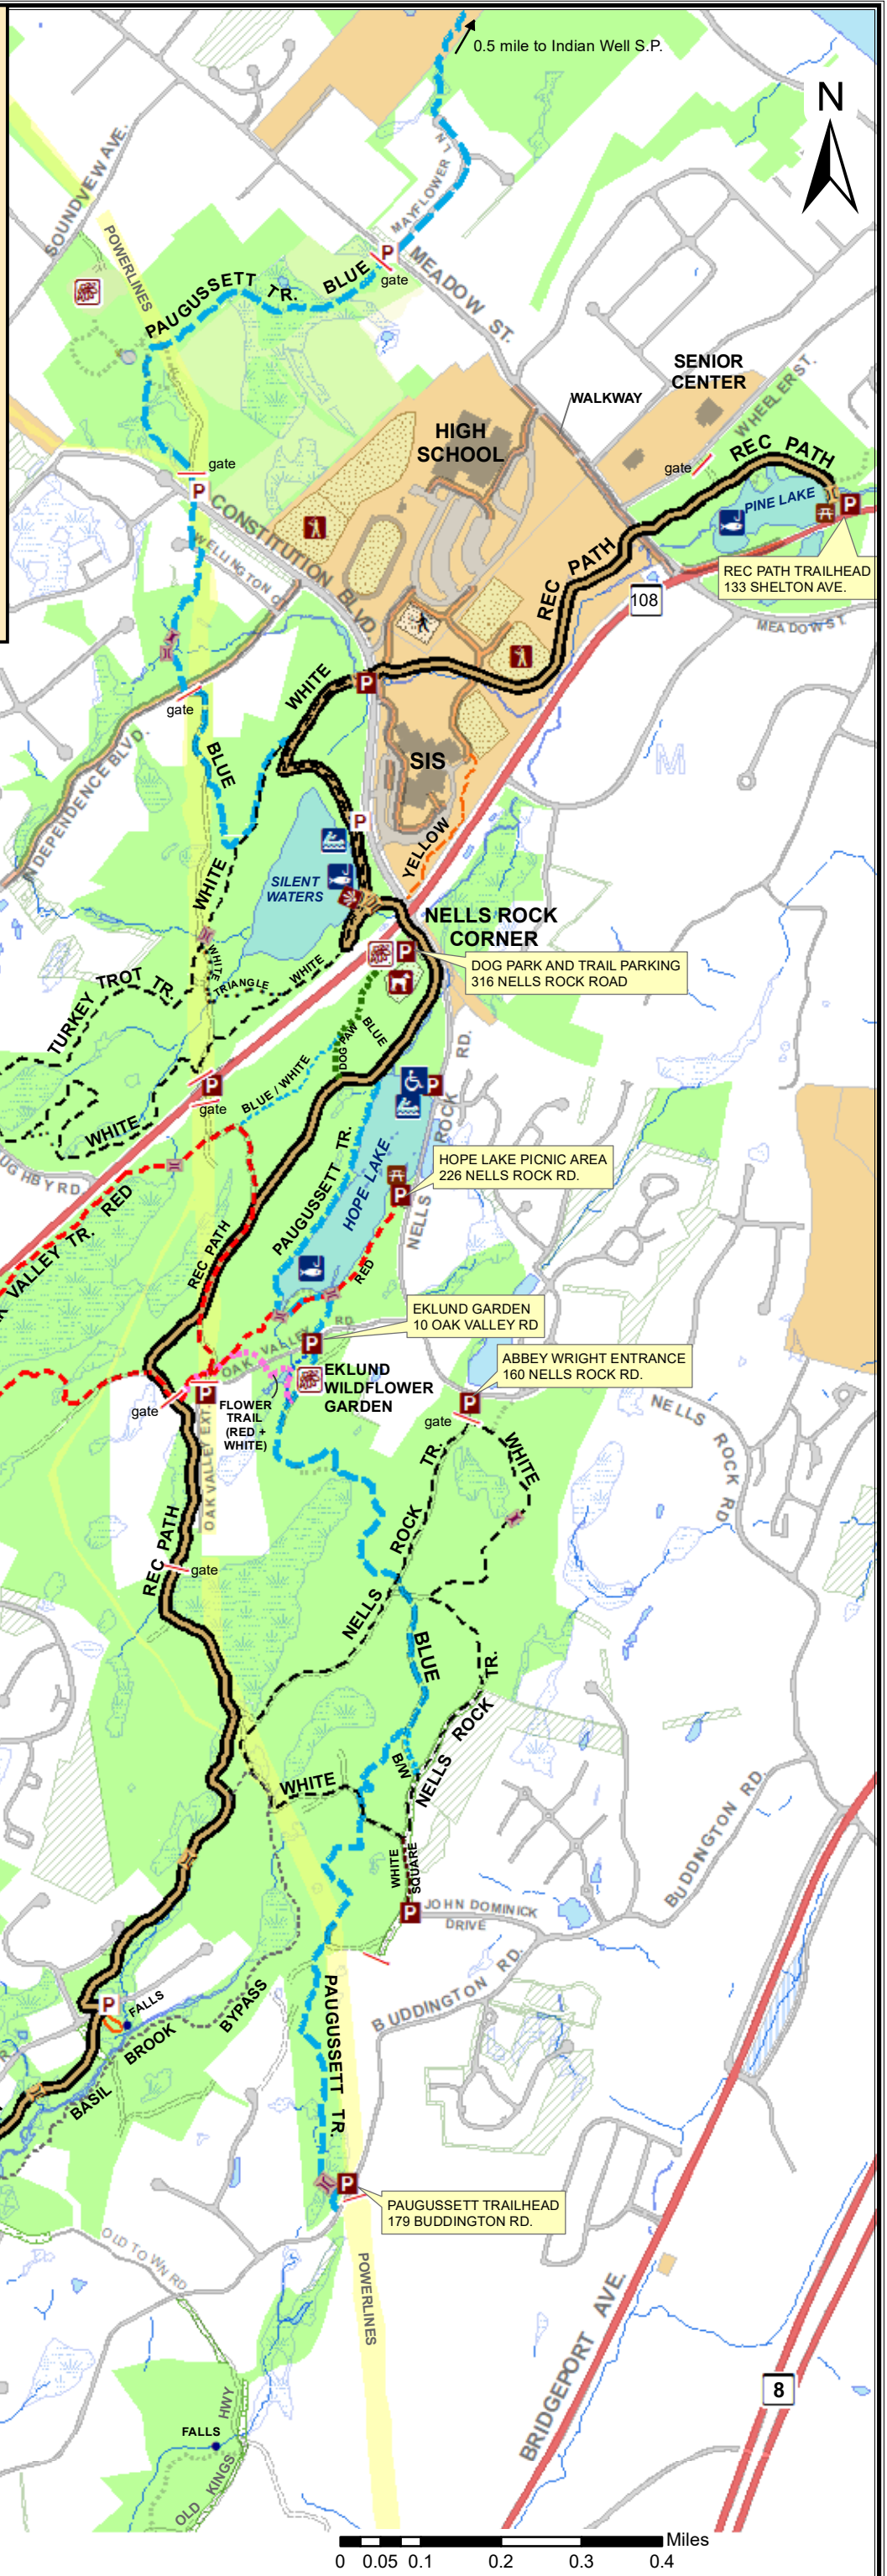 0.5 mile to Indian Well S.P.
N
SOUNDVIEW AVE.
MAYFLOWER LN
POWERLINES
P
gate
MEADOW ST.
PAUGUSSETT TR. BLUE
SENIOR
CENTER
WHEELER ST.
WALKWAY
HIGH
SCHOOL
REC PATH
gate
gate
P
PINE LAKE
P
CONSTITUTION BLVD.
WELLINGTON CT.
REC PATH
REC PATH TRAILHEAD
133 SHELTON AVE.
108
MEADOW ST
WHITE
P
gate
BLUE
SIS
INDEPENDENCE BLVD.
P
YELLOW
WHITE
SILENT
WATERS
NELLS ROCK
CORNER
P
DOG PARK AND TRAIL PARKING
316 NELLS ROCK ROAD
WHITE
TRIANGLE
WHITE
TURKEY TROT TR.
DOG PAW
BLUE
NELLS ROCK RD.
P
P
gate
BLUE / WHITE
WHITE
PAUGUSSETT TR.
HOPE LAKE
HOPE LAKE PICNIC AREA
226 NELLS ROCK RD.
P
UGHBY RD.
VALLEY TR. RED
REC PATH
RED
EKLUND GARDEN
10 OAK VALLEY RD
P
OAK VALLEY RD
ABBEY WRIGHT ENTRANCE
160 NELLS ROCK RD.
EKLUND
WILDFLOWER
GARDEN
P
gate
P
gate
FLOWER
TRAIL
(RED +
WHITE)
NELLS ROCK RD
WHITE
OAK VALLEY EXT
NELLS ROCK TR.
REC PATH
gate
BLUE
NELLS ROCK TR.
B/W
WHITE
BUDDINGTON RD.
WHITE
SQUARE
P
JOHN DOMINICK
DRIVE
BUDDINGTON RD.
P
FALLS
BASIL BROOK BYPASS
PAUGUSSETT TR.
P
PAUGUSSETT TRAILHEAD
179 BUDDINGTON RD.
OLD TOWN RD
POWERLINES
BRIDGEPORT AVE.
8
FALLS
OLD KINGS HWY
Miles
0 0.05 0.1 0.2 0.3 0.4